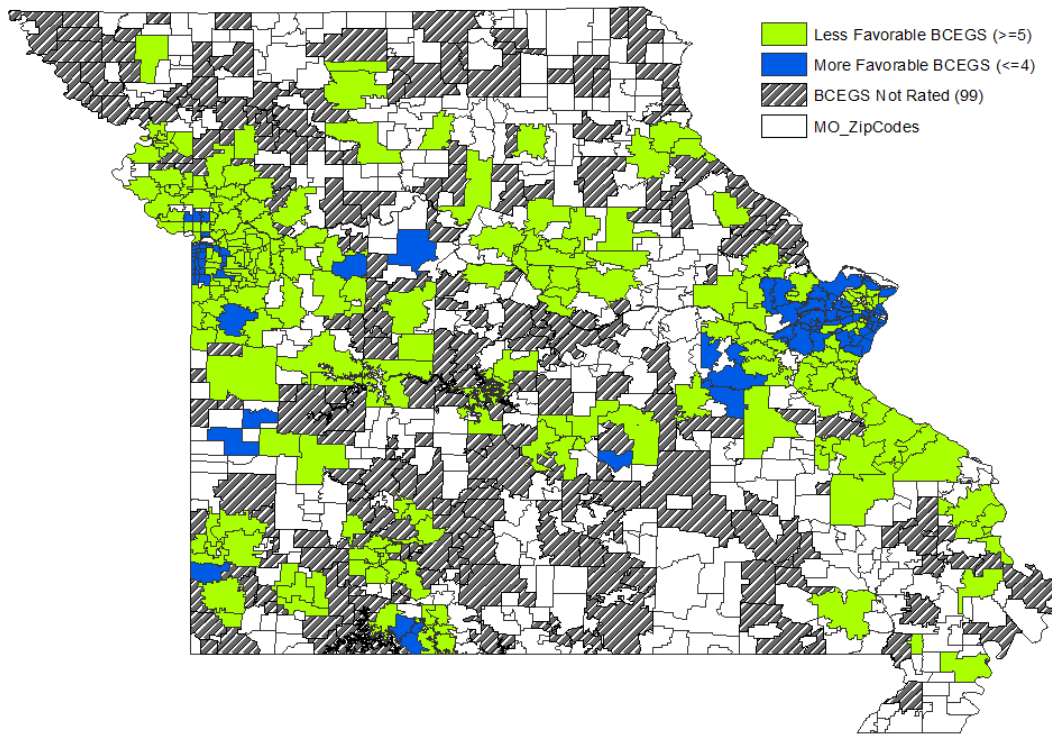 Less Favorable BCEGS (>=5)
More Favorable BCEGS (<=4)
BCEGS Not Rated (99)
MO_ZipCodes